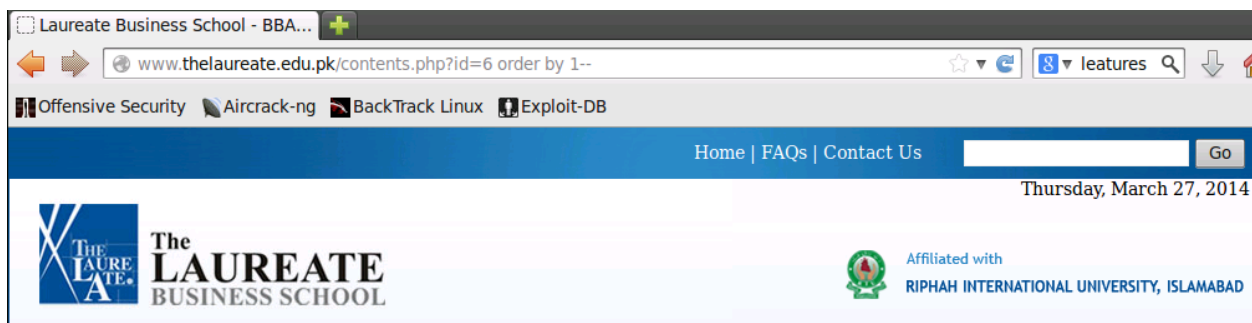 Laureate Business School - BBA...
www.thelaureate.edu.pk/contents.php?id=6 order by 1--
8 leatures
Offensive Security Aircrack-ng BackTrack Linux Exploit-DB
Home | FAQs | Contact Us Go
Thursday, March 27, 2014
THE LAUREATE.
The
LAUREATE
BUSINESS SCHOOL
Affiliated with
RIPHAH INTERNATIONAL UNIVERSITY, ISLAMABAD